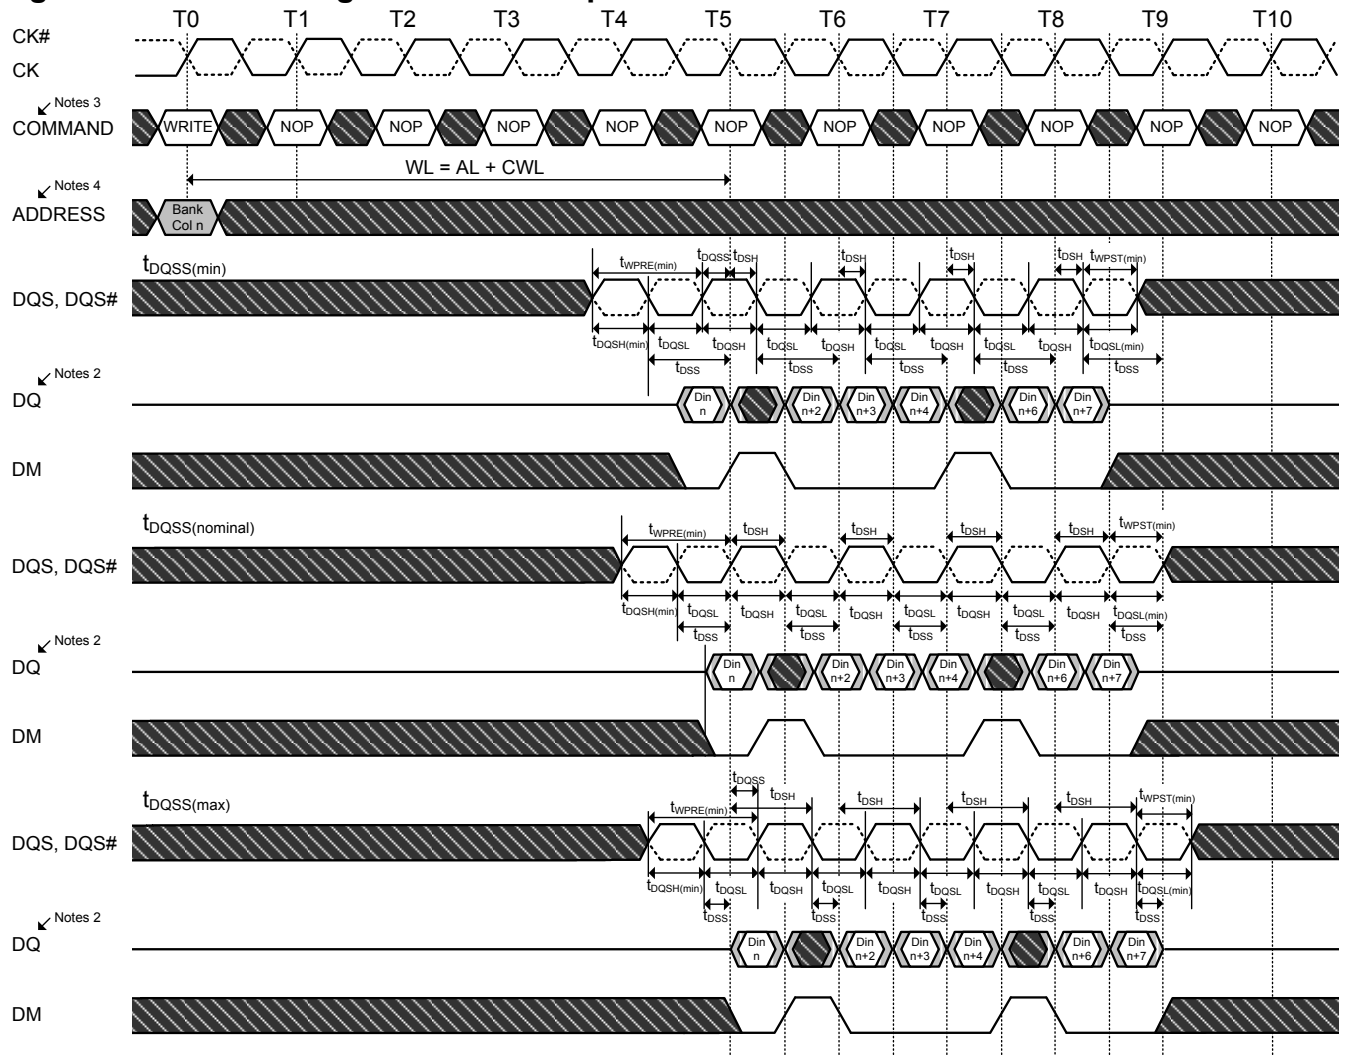 T0 T1 T2 T3 T4 T5 T6 T7 T8 T9 T10
CK#
CK
Notes 3
COMMAND WRITE NOP NOP NOP NOP NOP NOP NOP NOP NOP NOP
WL = AL + CWL
Notes 4
ADDRESS Bank Col n
tDQSS(min) tWPRE(min) tDQSS tDSH tDSH tDSH tDSH tWPST(min)
DQS, DQS#
tDQSH(min) tDQSL tDQSH tDQSL tDQSH tDQSL tDQSH tDQSL tDQSH tDQSL(min)
tDSS tDSS tDSS tDSS tDSS
Notes 2
DQ Din n Din n+2 Din n+3 Din n+4 Din n+6 Din n+7
DM
tDQSS(nominal) tWPRE(min) tDSH tDSH tDSH tDSH tWPST(min)
DQS, DQS#
tDQSH(min) tDQSL tDQSH tDQSL tDQSH tDQSL tDQSH tDQSL tDQSH tDQSL(min)
tDSS tDSS tDSS tDSS tDSS
Notes 2
DQ Din n Din n+2 Din n+3 Din n+4 Din n+6 Din n+7
DM
tDQSS
tDQSS(max) tWPRE(min) tDSH tDSH tDSH tDSH tWPST(min)
DQS, DQS#
tDQSH(min) tDQSL tDQSH tDQSL tDQSH tDQSL tDQSH tDQSL tDQSH tDQSL(min)
tDSS tDSS tDSS tDSS tDSS
Notes 2
DQ Din n Din n+2 Din n+3 Din n+4 Din n+6 Din n+7
DM